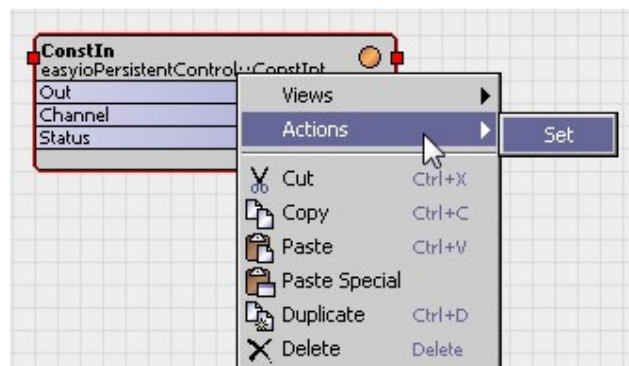 ConstIn
easyioPersistentControl::ConstInt
Out
Channel
Status
Views
Actions
Set
Cut Ctrl+X
Copy Ctrl+C
Paste Ctrl+V
Paste Special
Duplicate Ctrl+D
Delete Delete